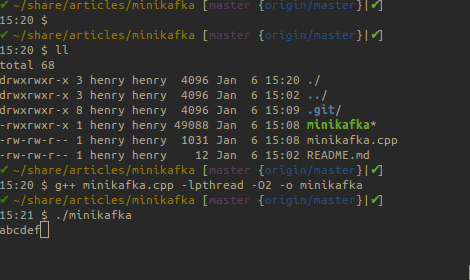 ✔ ~/share/articles/minikafka [master {origin/master}|✔]
15:20 $
✔ ~/share/articles/minikafka [master {origin/master}|✔]
15:20 $ ll
total 68
drwxrwxr-x 3 henry henry  4096 Jan  6 15:20 ./
drwxrwxr-x 3 henry henry  4096 Jan  6 15:02 ../
drwxrwxr-x 8 henry henry  4096 Jan  6 15:09 .git/
-rwxrwxr-x 1 henry henry 49088 Jan  6 15:08 minikafka*
-rw-rw-r-- 1 henry henry  1031 Jan  6 15:08 minikafka.cpp
-rw-rw-r-- 1 henry henry    12 Jan  6 15:02 README.md
✔ ~/share/articles/minikafka [master {origin/master}|✔]
15:20 $ g++ minikafka.cpp -lpthread -O2 -o minikafka
✔ ~/share/articles/minikafka [master {origin/master}|✔]
15:21 $ ./minikafka
abcdef